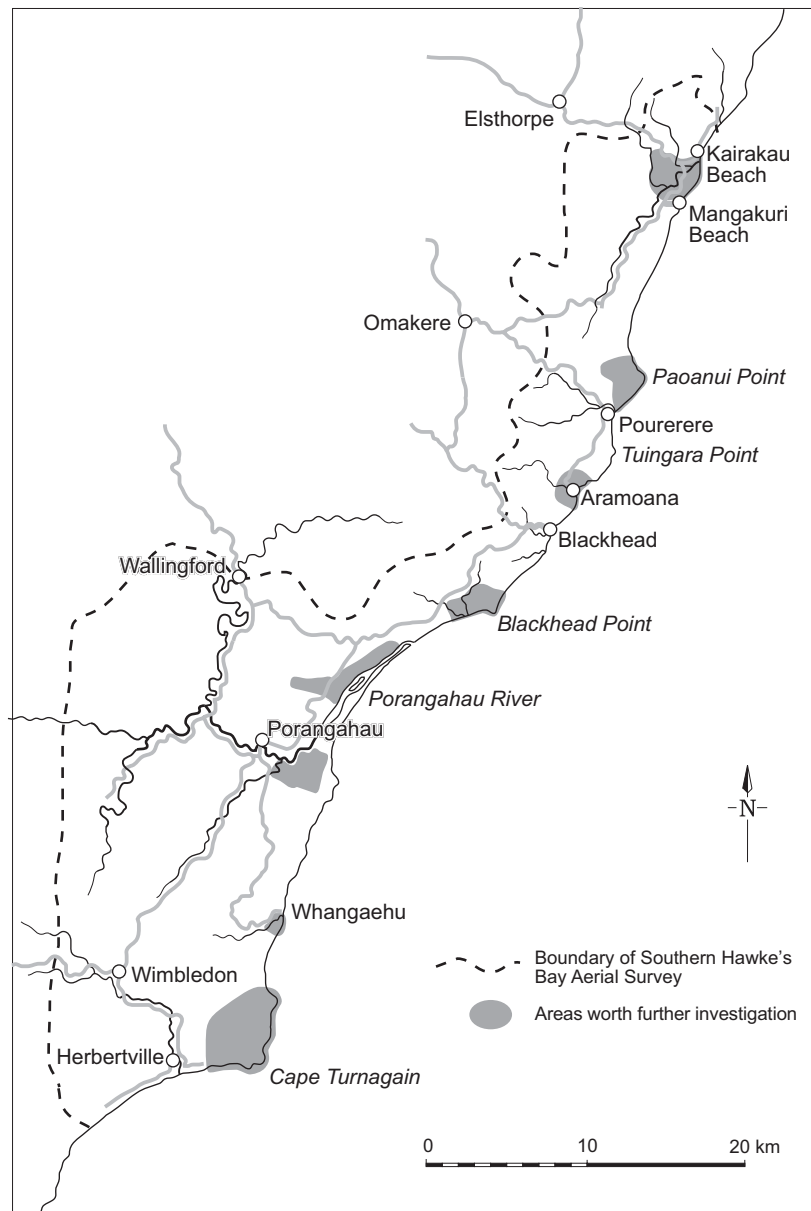 Elsthorpe
Kairakau
Beach
Mangakuri
Beach
Omakere
Paoanui Point
Pourerere
Tuingara Point
Aramoana
Blackhead
Wallingford
Blackhead Point
Porangahau River
Porangahau
N
Whangaehu
Boundary of Southern Hawke's
Bay Aerial Survey
Wimbledon
Areas worth further investigation
Herbertville
Cape Turnagain
0 10 20 km